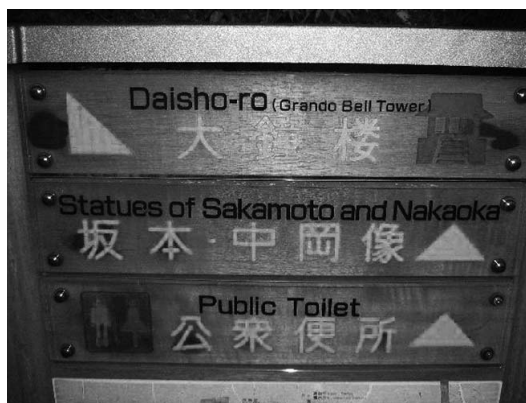 Daisho-ro (Grando Bell Tower)
大鐘楼
Statues of Sakamoto and Nakaoka
坂本·中岡像
Public Toilet
公衆便所